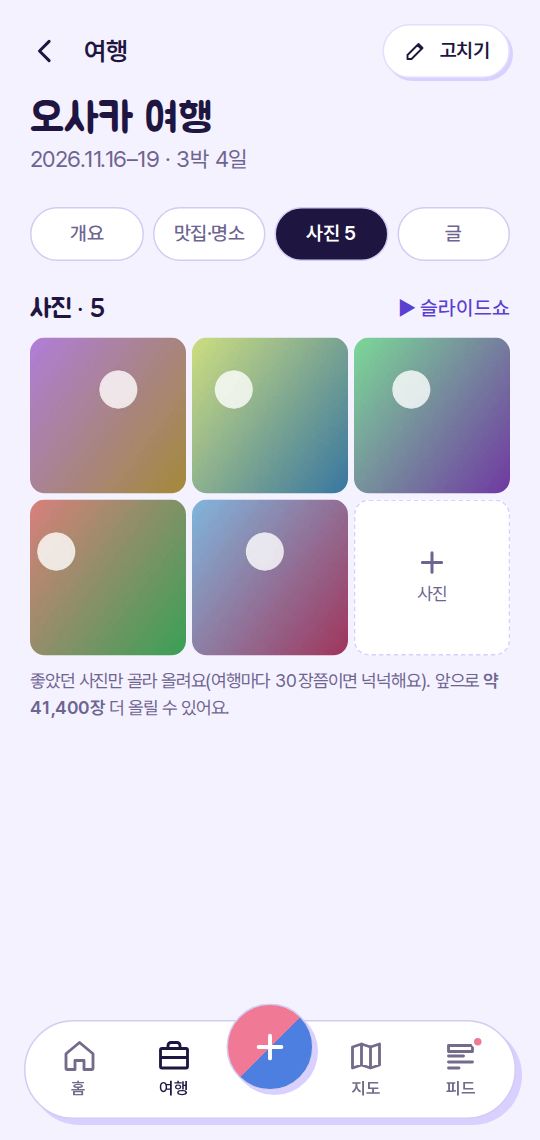 여행
고치기
오사카 여행
2026.11.16–19 · 3박 4일
개요
맛집·명소
사진 5
글
사진 · 5
▶ 슬라이드쇼
사진
좋았던 사진만 골라 올려요(여행마다 30장쯤이면 넉넉해요). 앞으로 약
41,400장 더 올릴 수 있어요.
홈
여행
지도
피드